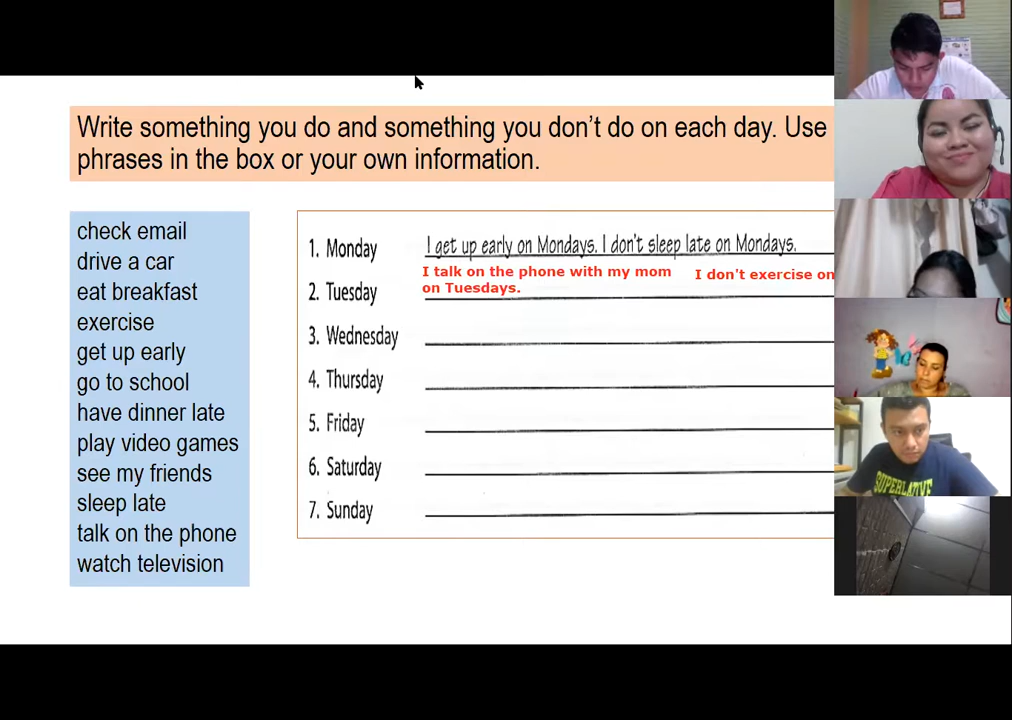 Write something you do and something you don't do on each day. Use
phrases in the box or your own information.
check email
drive a car
eat breakfast
exercise
get up early
go to school
have dinner late
play video games
see my friends
sleep late
talk on the phone
watch television
1. Monday I get up early on Mondays. I don't sleep late on Mondays.
2. Tuesday I talk on the phone with my mom on Tuesdays. I don't exercise on
3. Wednesday
4. Thursday
5. Friday
6. Saturday
7. Sunday
SUPERLATIVE